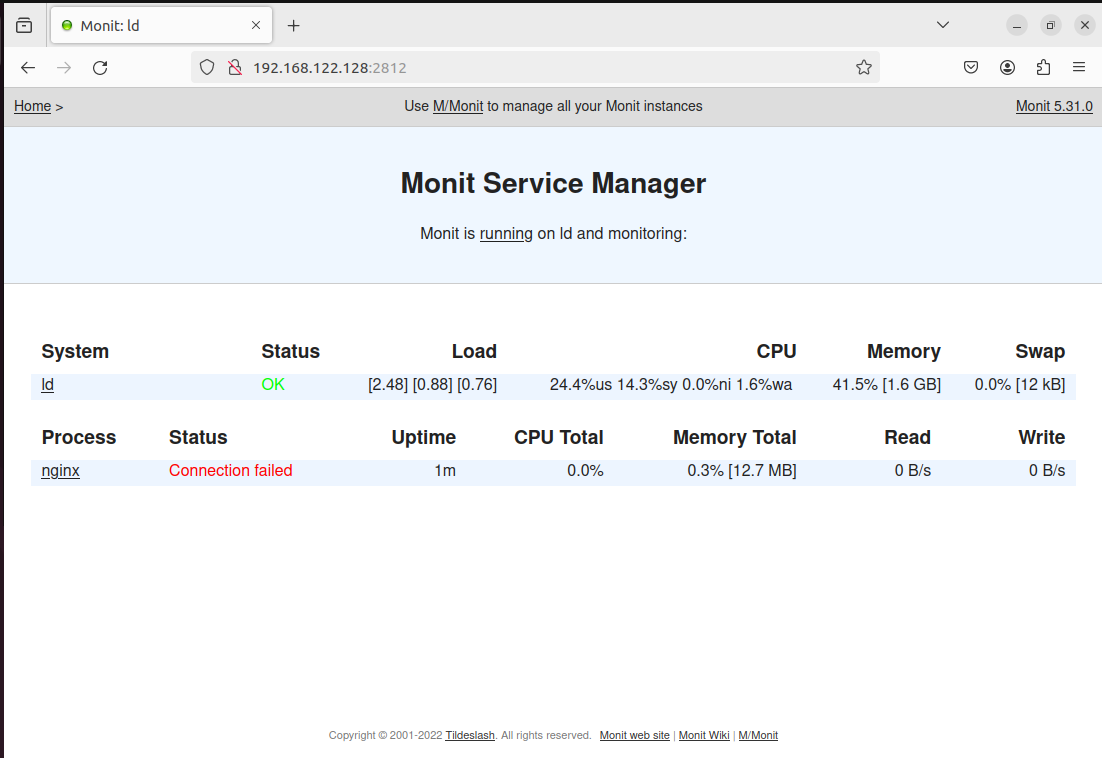 Monit: ld
192.168.122.128:2812
Home > Use M/Monit to manage all your Monit instances Monit 5.31.0
Monit Service Manager
Monit is running on ld and monitoring:
System Status Load CPU Memory Swap
ld OK [2.48] [0.88] [0.76] 24.4%us 14.3%sy 0.0%ni 1.6%wa 41.5% [1.6 GB] 0.0% [12 kB]
Process Status Uptime CPU Total Memory Total Read Write
nginx Connection failed 1m 0.0% 0.3% [12.7 MB] 0 B/s 0 B/s
Copyright © 2001-2022 Tildeslash. All rights reserved. Monit web site | Monit Wiki | M/Monit